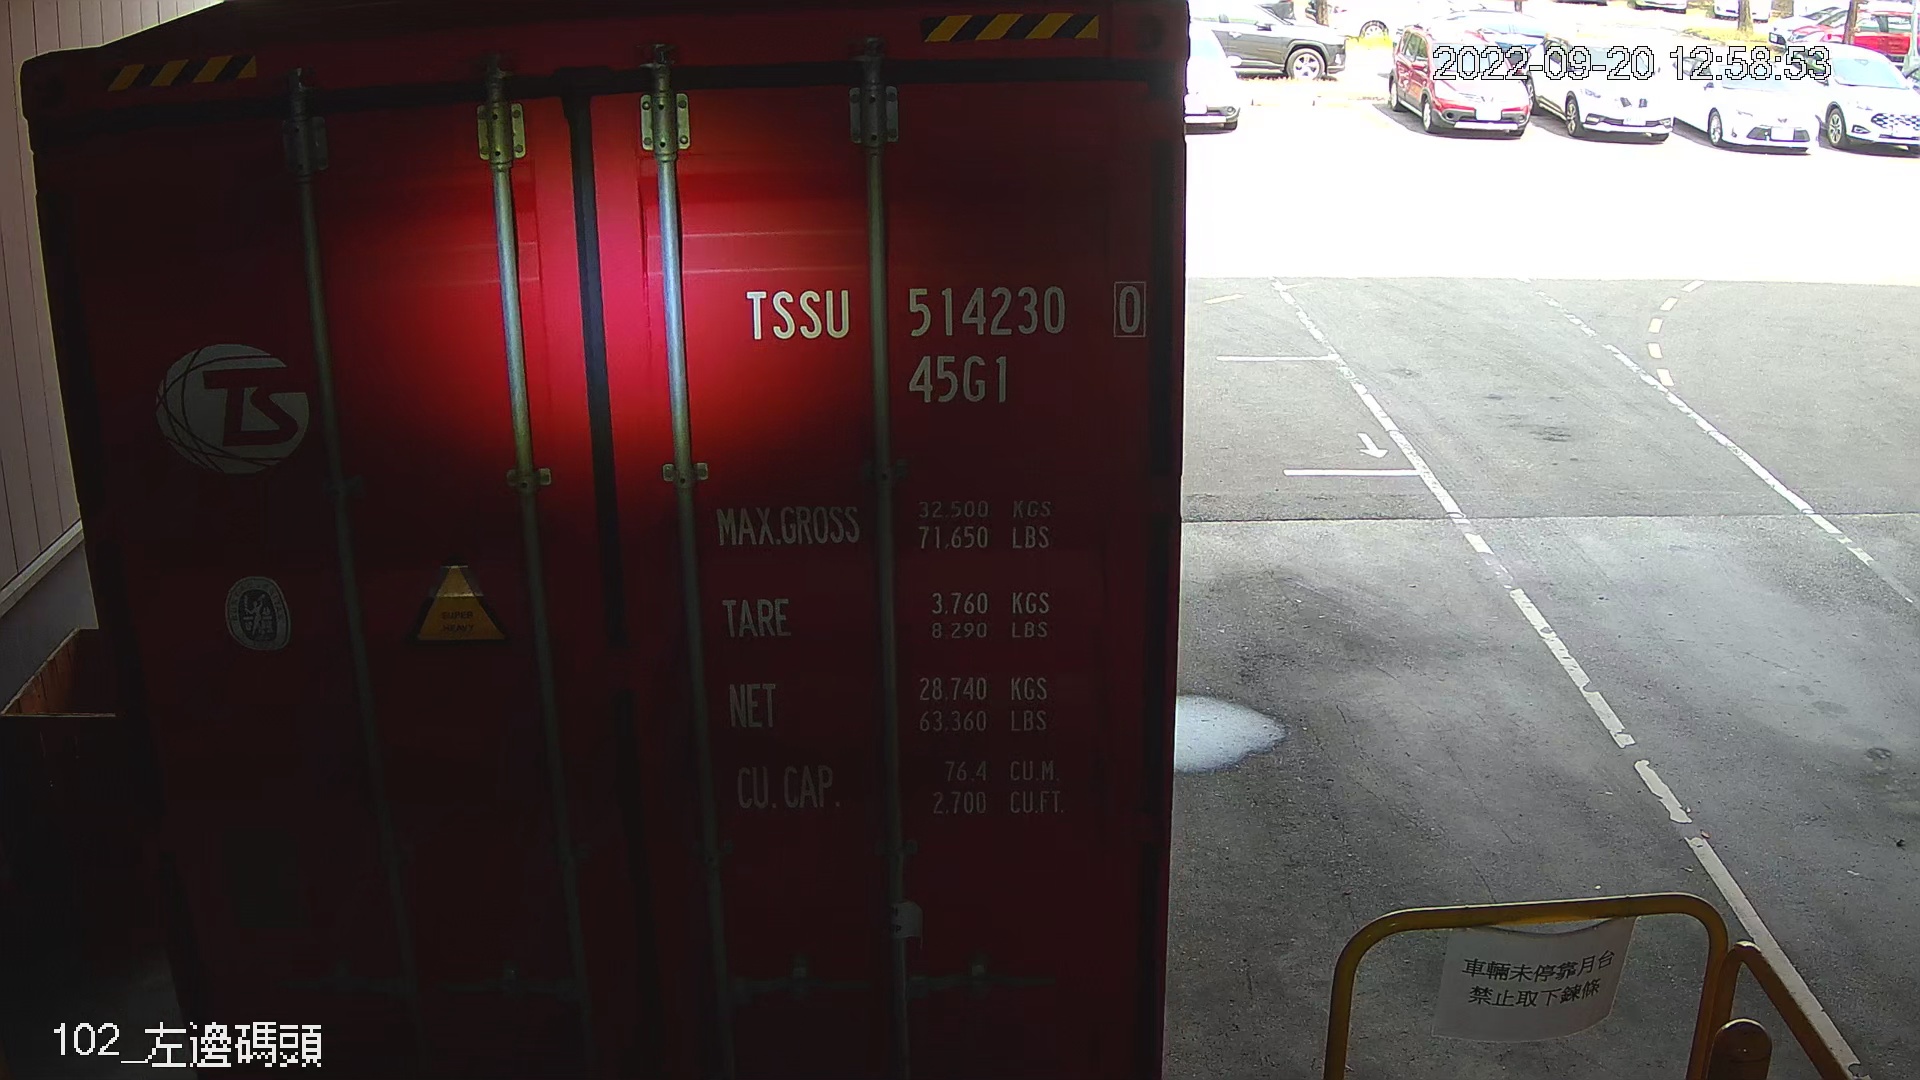 2022-09-20 12:58:53
TSSU 514230 0
45G1
TS
MAX.GROSS 32.500 KGS
71.650 LBS
SUPER
HEAVY
TARE 3.760 KGS
8.290 LBS
NET 28.740 KGS
63.360 LBS
CU. CAP. 76.4 CU.M.
2.700 CU.FT.
車輛未停靠月台
禁止取下鍊條
102_左邊碼頭